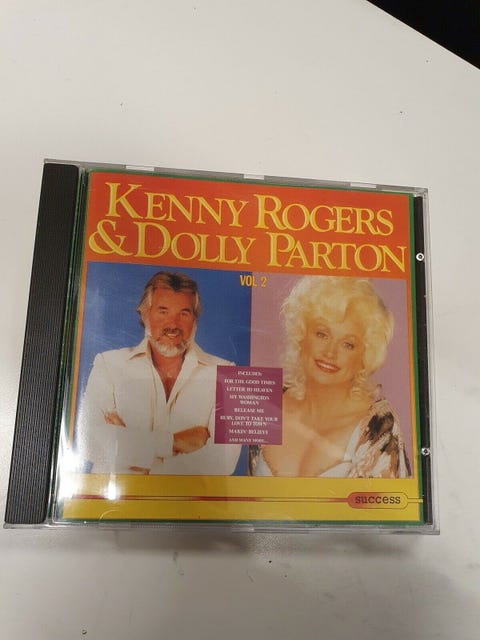 KENNY ROGERS
& DOLLY PARTON
VOL 2
INCLUDES:
FOR THE GOOD TIMES
LETTER TO HEAVEN
MY WASHINGTON
WOMAN
RELEASE ME
RUBY, DON'T TAKE YOUR
LOVE TO TOWN
MAKIN' BELIEVE
AND MANY MORE...
success